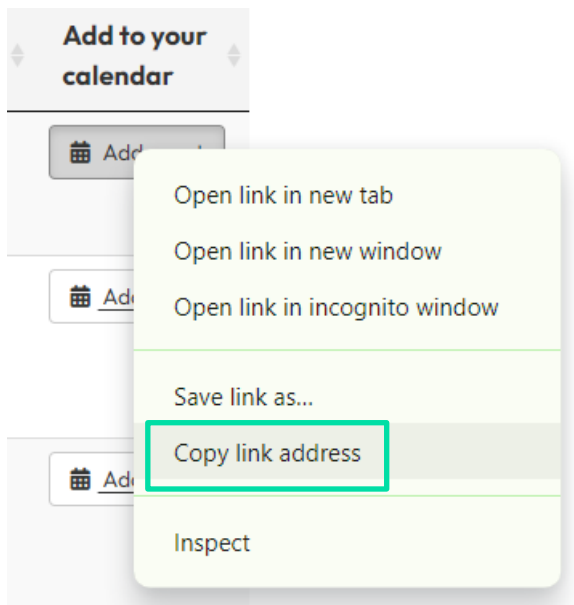 Add to your
calendar
Add
Open link in new tab
Open link in new window
Open link in incognito window
Save link as...
Copy link address
Inspect